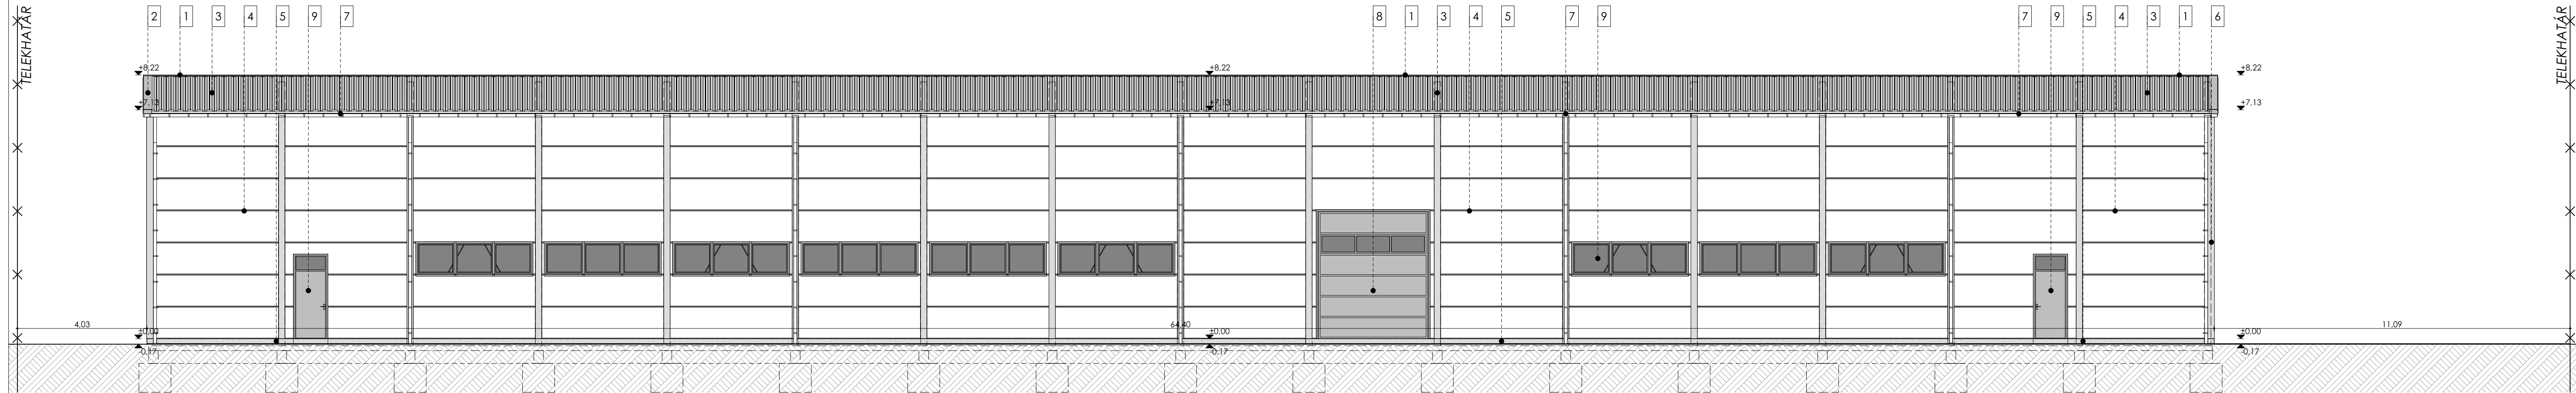 TELEKHATÁR
2 1 3 4 5 9 7 8 1 3 4 5 7 9 7 9 5 4 3 1 6
TELEKHATÁR
+8,22 +8,22 +8,22
+7,13 +7,13 +7,13
4,03 64,40 11,09
±0,00 ±0,00 ±0,00
-0,17 -0,17 -0,17